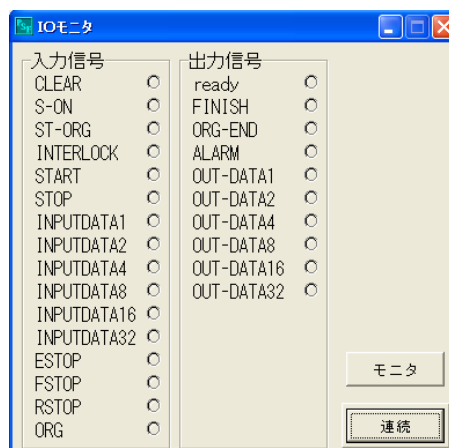 IOモニタ
入力信号
CLEAR
S-ON
ST-ORG
INTERLOCK
START
STOP
INPUTDATA1
INPUTDATA2
INPUTDATA4
INPUTDATA8
INPUTDATA16
INPUTDATA32
ESTOP
FSTOP
RSTOP
ORG
出力信号
ready
FINISH
ORG-END
ALARM
OUT-DATA1
OUT-DATA2
OUT-DATA4
OUT-DATA8
OUT-DATA16
OUT-DATA32
モニタ
連続